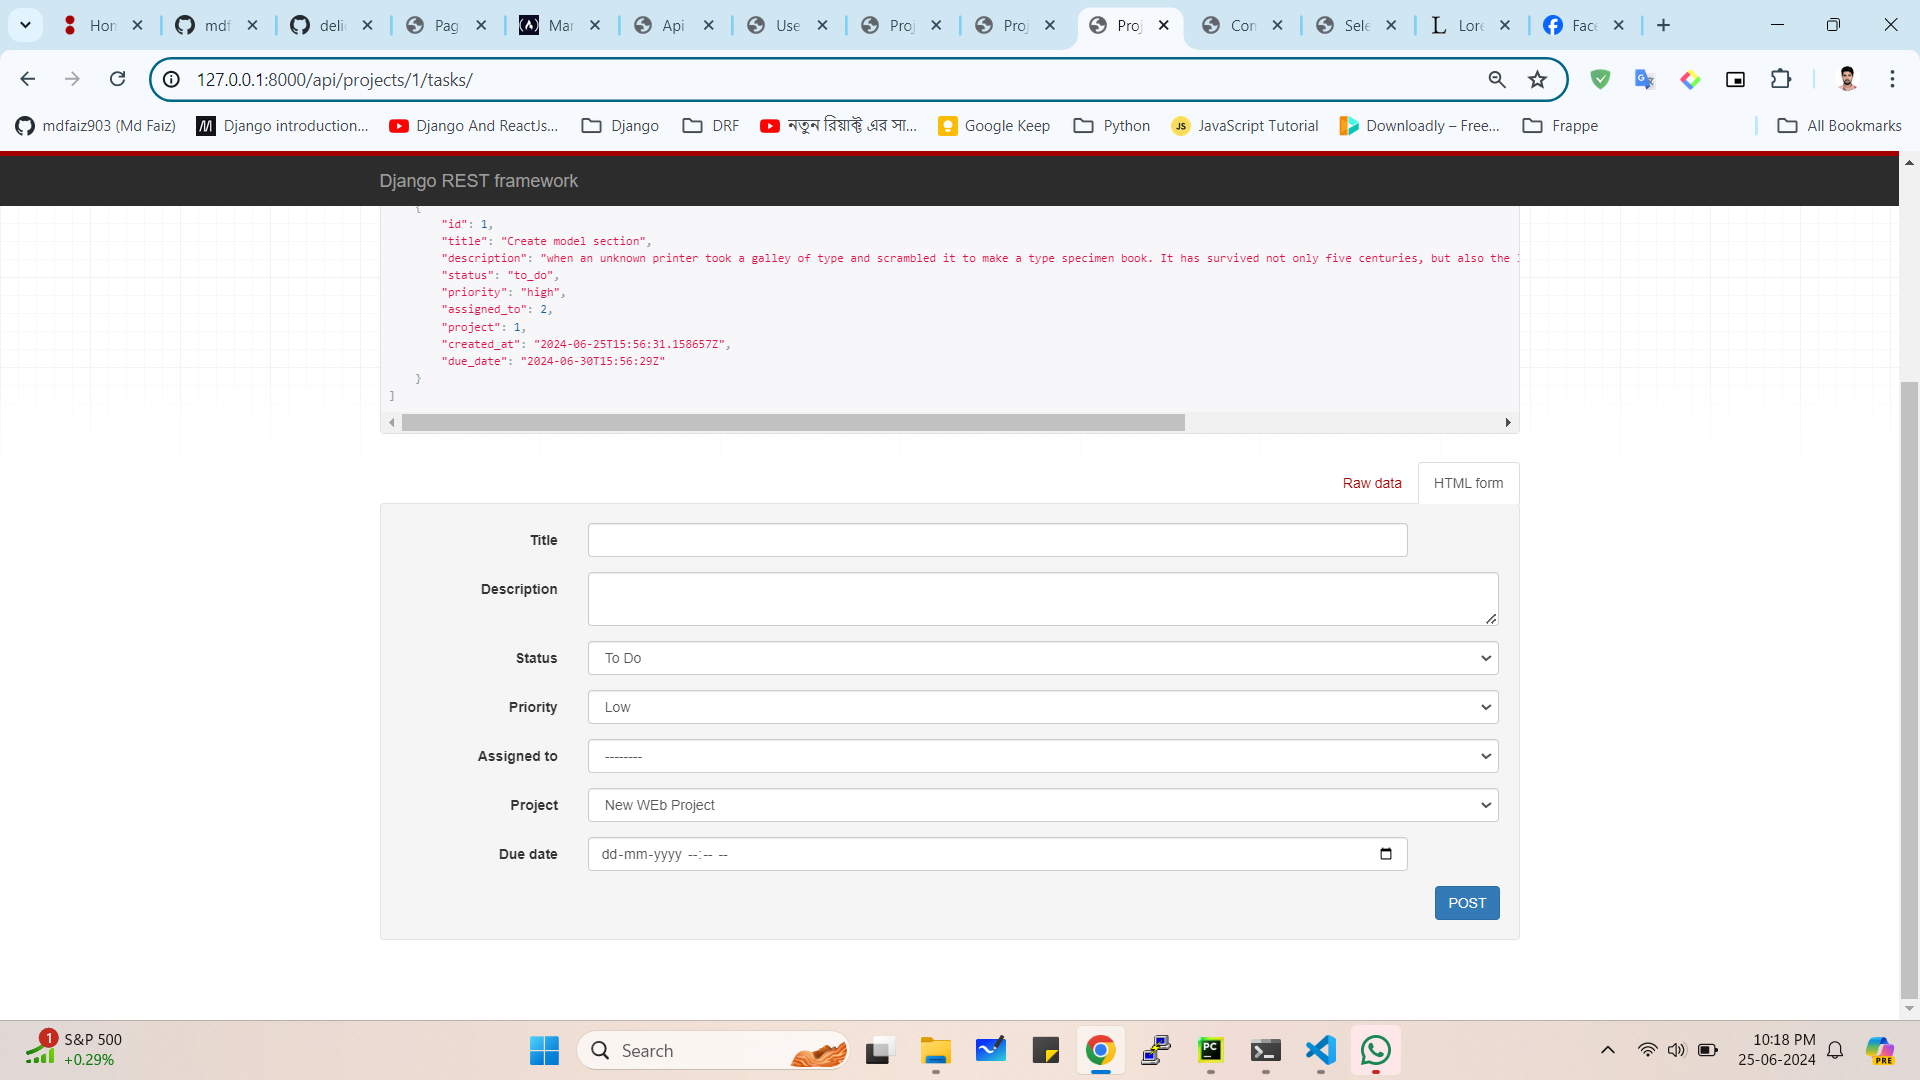 Hon
mdf
deli
Pag
Mar
Api
Use
Proj
Proj
Proj
Con
Sele
Lore
Face
127.0.0.1:8000/api/projects/1/tasks/
mdfaiz903 (Md Faiz)
Django introduction...
Django And ReactJs...
Django
DRF
নতুন রিয়াক্ট এর সা...
Google Keep
Python
JS JavaScript Tutorial
Downloadly – Free...
Frappe
All Bookmarks
Django REST framework
{
"id": 1,
"title": "Create model section",
"description": "when an unknown printer took a galley of type and scrambled it to make a type specimen book. It has survived not only five centuries, but also the
"status": "to_do",
"priority": "high",
"assigned_to": 2,
"project": 1,
"created_at": "2024-06-25T15:56:31.158657Z",
"due_date": "2024-06-30T15:56:29Z"
}
]
Raw data
HTML form
Title
Description
Status
To Do
Priority
Low
Assigned to
--------
Project
New WEb Project
Due date
dd-mm-yyyy --:-- --
POST
1
S&P 500
+0.29%
Search
PC
PRE
10:18 PM
25-06-2024